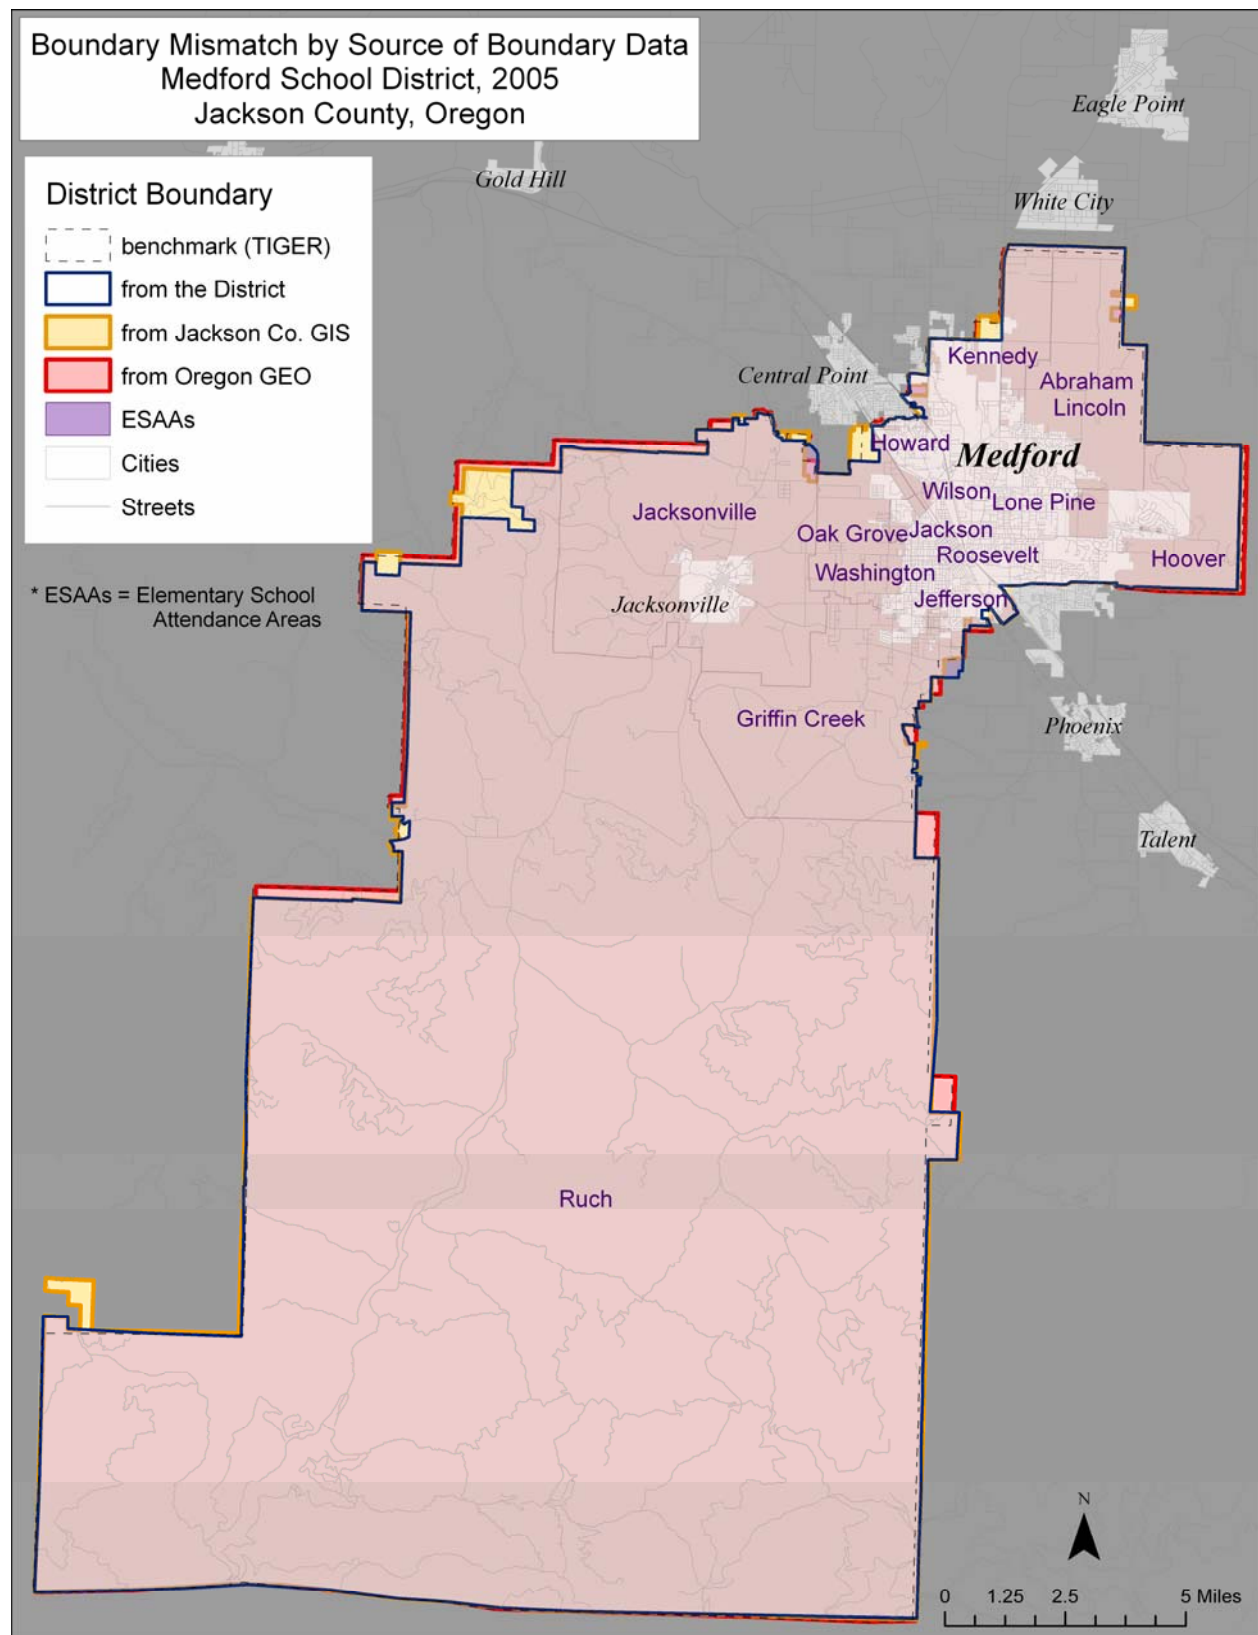 Boundary Mismatch by Source of Boundary Data
Medford School District, 2005
Jackson County, Oregon
District Boundary
benchmark (TIGER)
from the District
from Jackson Co. GIS
from Oregon GEO
ESAAs
Cities
Streets
* ESAAs = Elementary School
Attendance Areas
Eagle Point
Gold Hill
White City
Kennedy
Central Point
Abraham
Lincoln
Howard
Medford
Wilson
Lone Pine
Jacksonville
Oak Grove
Jackson
Roosevelt
Hoover
Washington
Jacksonville
Jefferson
Griffin Creek
Phoenix
Talent
Ruch
N
0 1.25 2.5 5 Miles